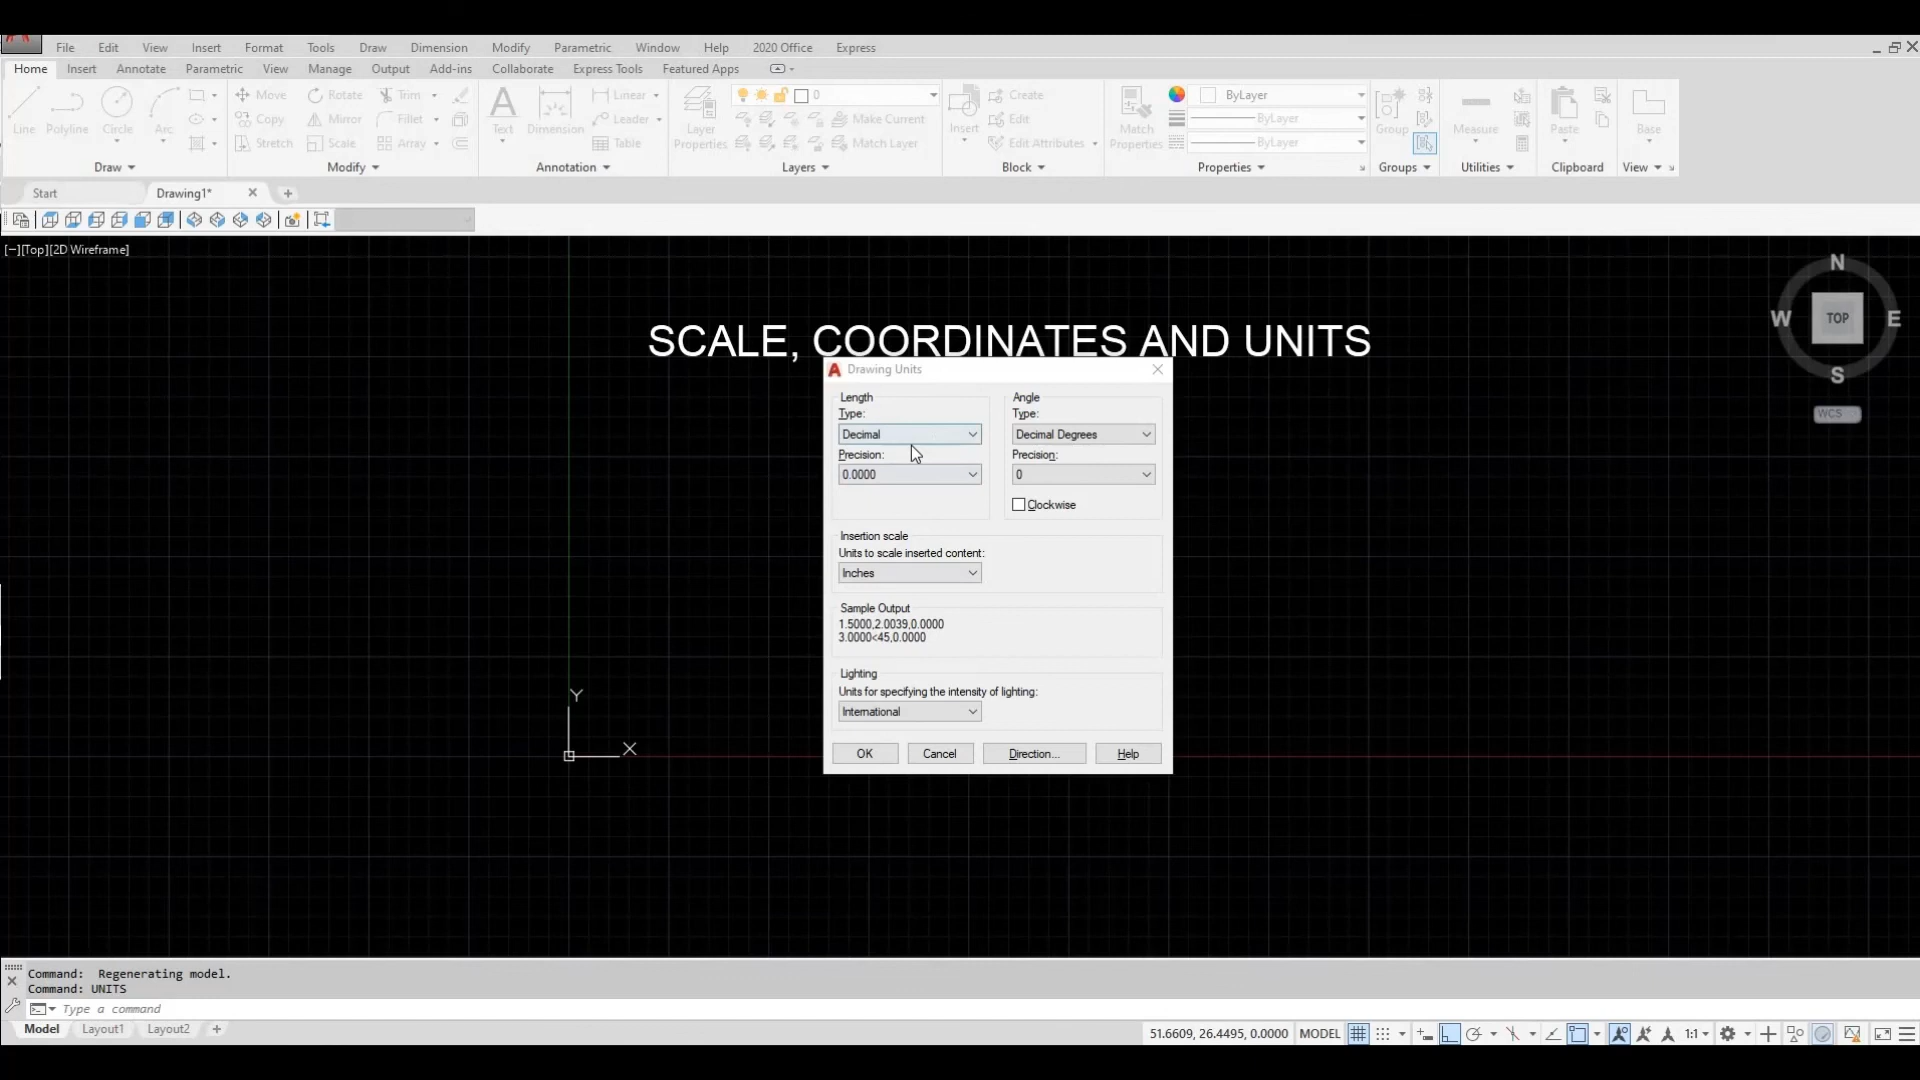 File Edit View Insert Format Tools Draw Dimension Modify Parametric Window Help 2020 Office Express
Home Insert Annotate Parametric View Manage Output Add-ins Collaborate Express Tools Featured Apps
Move Rotate Trim Linear 0 Create ByLayer
Copy Mirror Fillet Leader Make Current Edit ByLayer
Line Polyline Circle Arc Text Dimension Layer Properties Insert Match Properties Group Measure Paste Base
Stretch Scale Array Table Match Layer Edit Attributes ByLayer
Draw Modify Annotation Layers Block Properties Groups Utilities Clipboard View
Start Drawing1*
[−][Top][2D Wireframe]
N
W TOP E
S
WCS
SCALE, COORDINATES AND UNITS
Drawing Units
Length Angle
Type: Type:
Decimal Decimal Degrees
Precision: Precision:
0.0000 0
Clockwise
Insertion scale
Units to scale inserted content:
Inches
Sample Output
1.5000,2.0039,0.0000
3.0000<45,0.0000
Lighting
Units for specifying the intensity of lighting:
International
OK Cancel Direction... Help
Y
X
Command:  Regenerating model.
Command: UNITS
Type a command
Model Layout1 Layout2
51.6609, 26.4495, 0.0000 MODEL 1:1